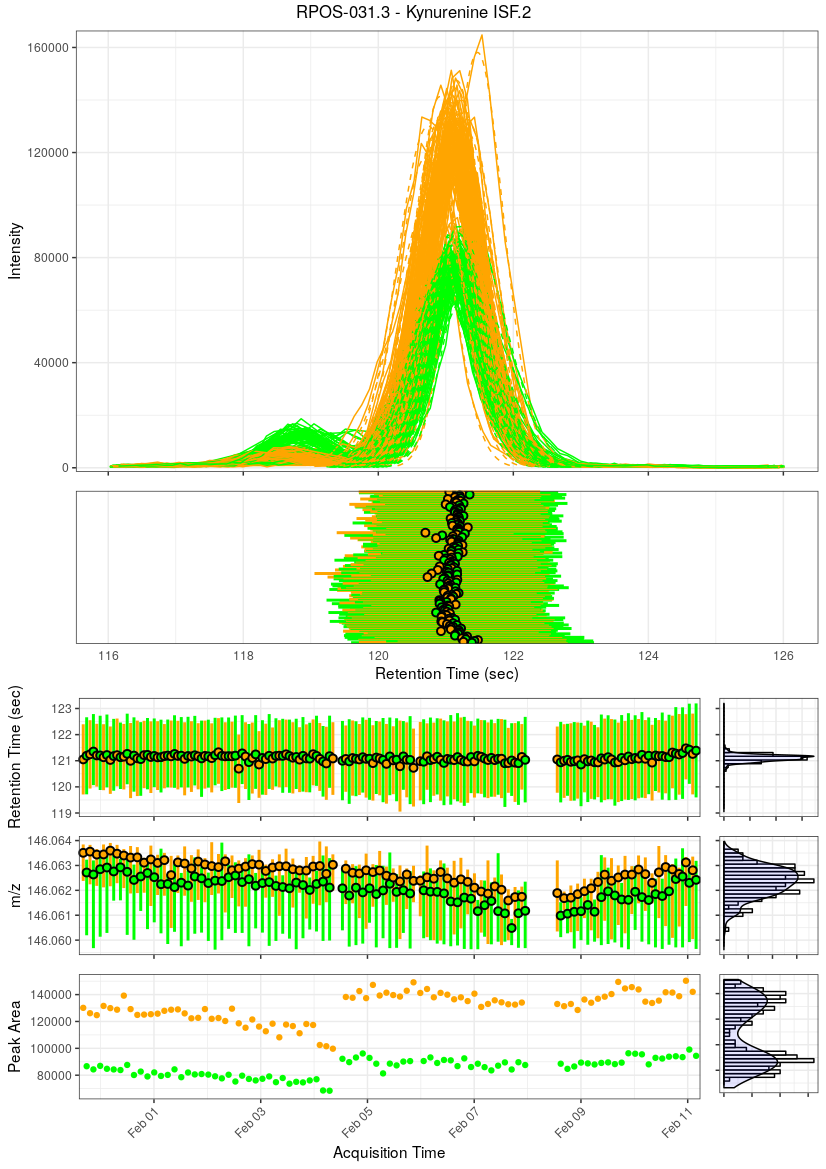 RPOS-031.3 - Kynurenine ISF.2
160000
120000
80000
40000
0
Intensity
116 118 120 122 124 126
Retention Time (sec)
123
122
121
120
119
Retention Time (sec)
146.064
146.063
146.062
146.061
146.060
m/z
140000
120000
100000
80000
Peak Area
Feb 01 Feb 03 Feb 05 Feb 07 Feb 09 Feb 11
Acquisition Time